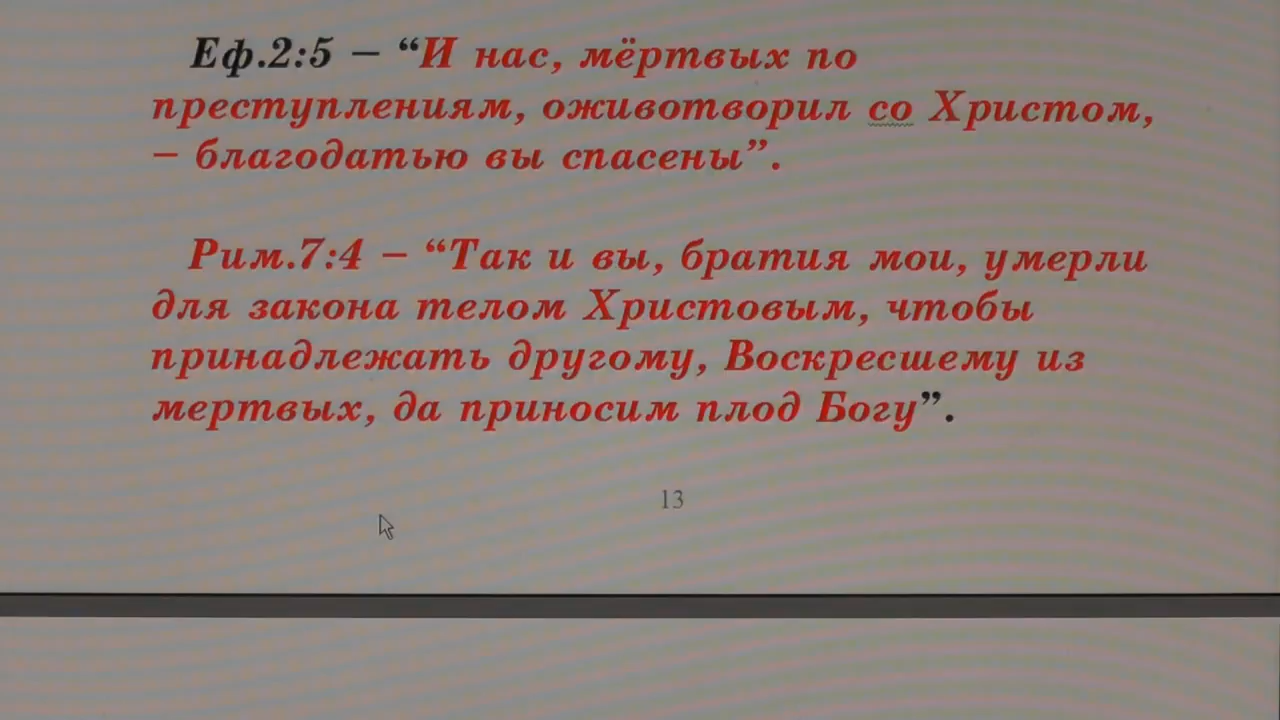 Еф.2:5 – “И нас, мёртвых по
преступлениям, оживотворил со Христом,
– благодатью вы спасены”.
Рим.7:4 – “Так и вы, братия мои, умерли
для закона телом Христовым, чтобы
принадлежать другому, Воскресшему из
мертвых, да приносим плод Богу”.
13